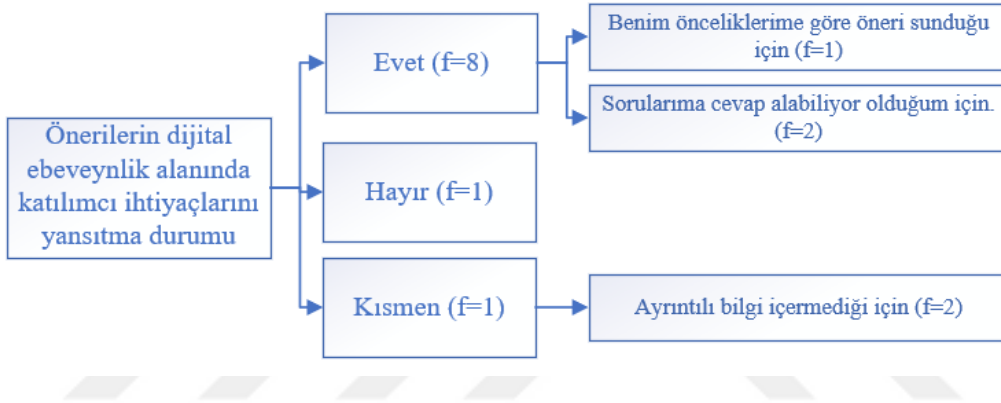 Önerilerin dijital
ebeveynlik alanında
katılımcı ihtiyaçlarını
yansıtma durumu
Evet (f=8)
Benim önceliklerime göre öneri sunduğu
için (f=1)
Sorularıma cevap alabiliyor olduğum için.
(f=2)
Hayır (f=1)
Kısmen (f=1)
Ayrıntılı bilgi içermediği için (f=2)